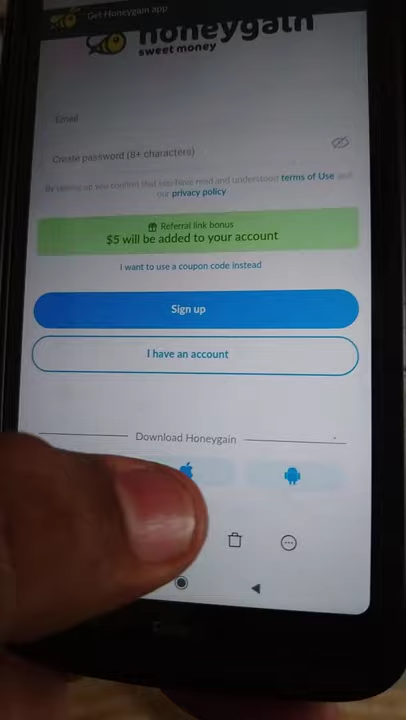 Get Honeygain app
honeygain
sweet money
Email
Create password (8+ characters)
By signing up you confirm that you have read and understood terms of Use and
our privacy policy
Referral link bonus
$5 will be added to your account
I want to use a coupon code instead
Sign up
I have an account
Download Honeygain